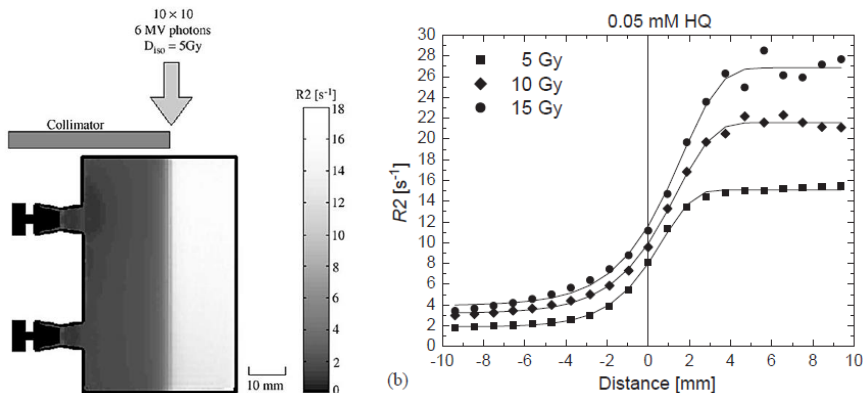 10 × 10
6 MV photons
D_iso = 5Gy
Collimator
R2 [s⁻¹]
18
16
14
12
10
8
6
4
2
0
10 mm
0.05 mM HQ
5 Gy
10 Gy
15 Gy
R2 [s⁻¹]
30
28
26
24
22
20
18
16
14
12
10
8
6
4
2
0
-10 -8 -6 -4 -2 0 2 4 6 8 10
(b)
Distance [mm]